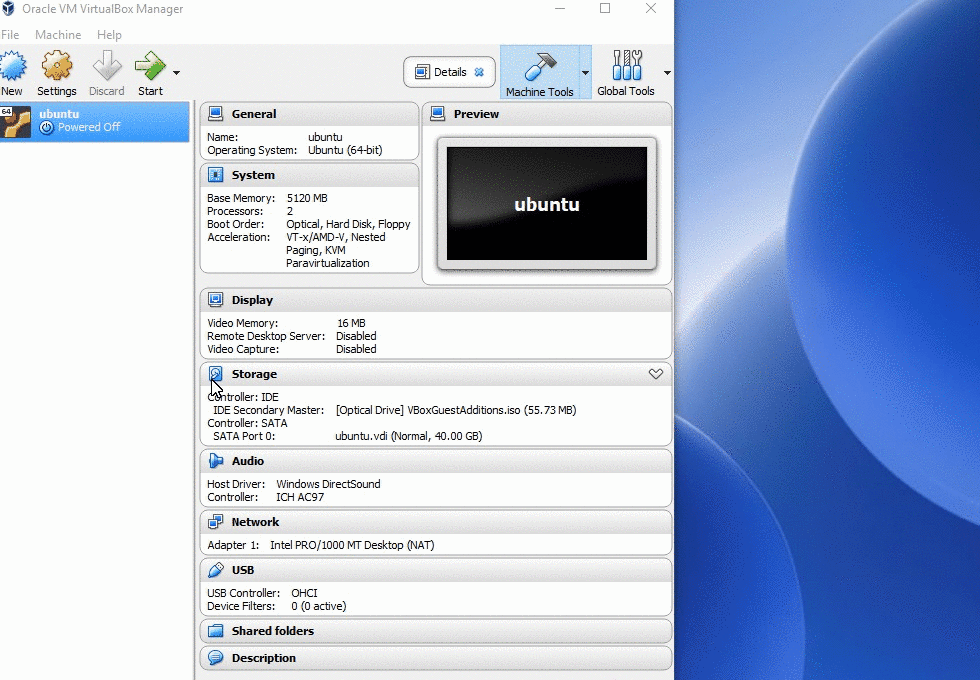 Oracle VM VirtualBox Manager
File Machine Help
New Settings Discard Start
Details
Machine Tools
Global Tools
64
ubuntu
Powered Off
General
Name: ubuntu
Operating System: Ubuntu (64-bit)
System
Base Memory: 5120 MB
Processors: 2
Boot Order: Optical, Hard Disk, Floppy
Acceleration: VT-x/AMD-V, Nested
Paging, KVM
Paravirtualization
Preview
ubuntu
Display
Video Memory: 16 MB
Remote Desktop Server: Disabled
Video Capture: Disabled
Storage
Controller: IDE
IDE Secondary Master: [Optical Drive] VBoxGuestAdditions.iso (55.73 MB)
Controller: SATA
SATA Port 0: ubuntu.vdi (Normal, 40.00 GB)
Audio
Host Driver: Windows DirectSound
Controller: ICH AC97
Network
Adapter 1: Intel PRO/1000 MT Desktop (NAT)
USB
USB Controller: OHCI
Device Filters: 0 (0 active)
Shared folders
Description